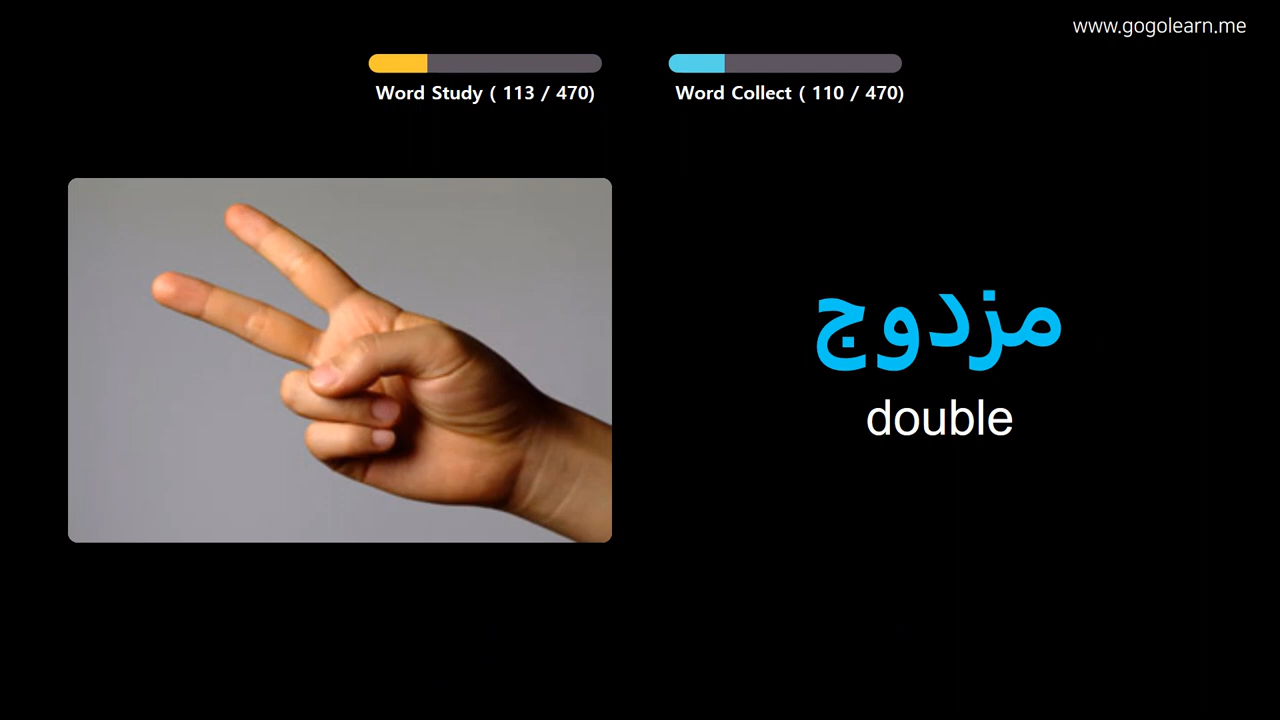 www.gogolearn.me
Word Study ( 113 / 470)
Word Collect ( 110 / 470)
مزدوج
double